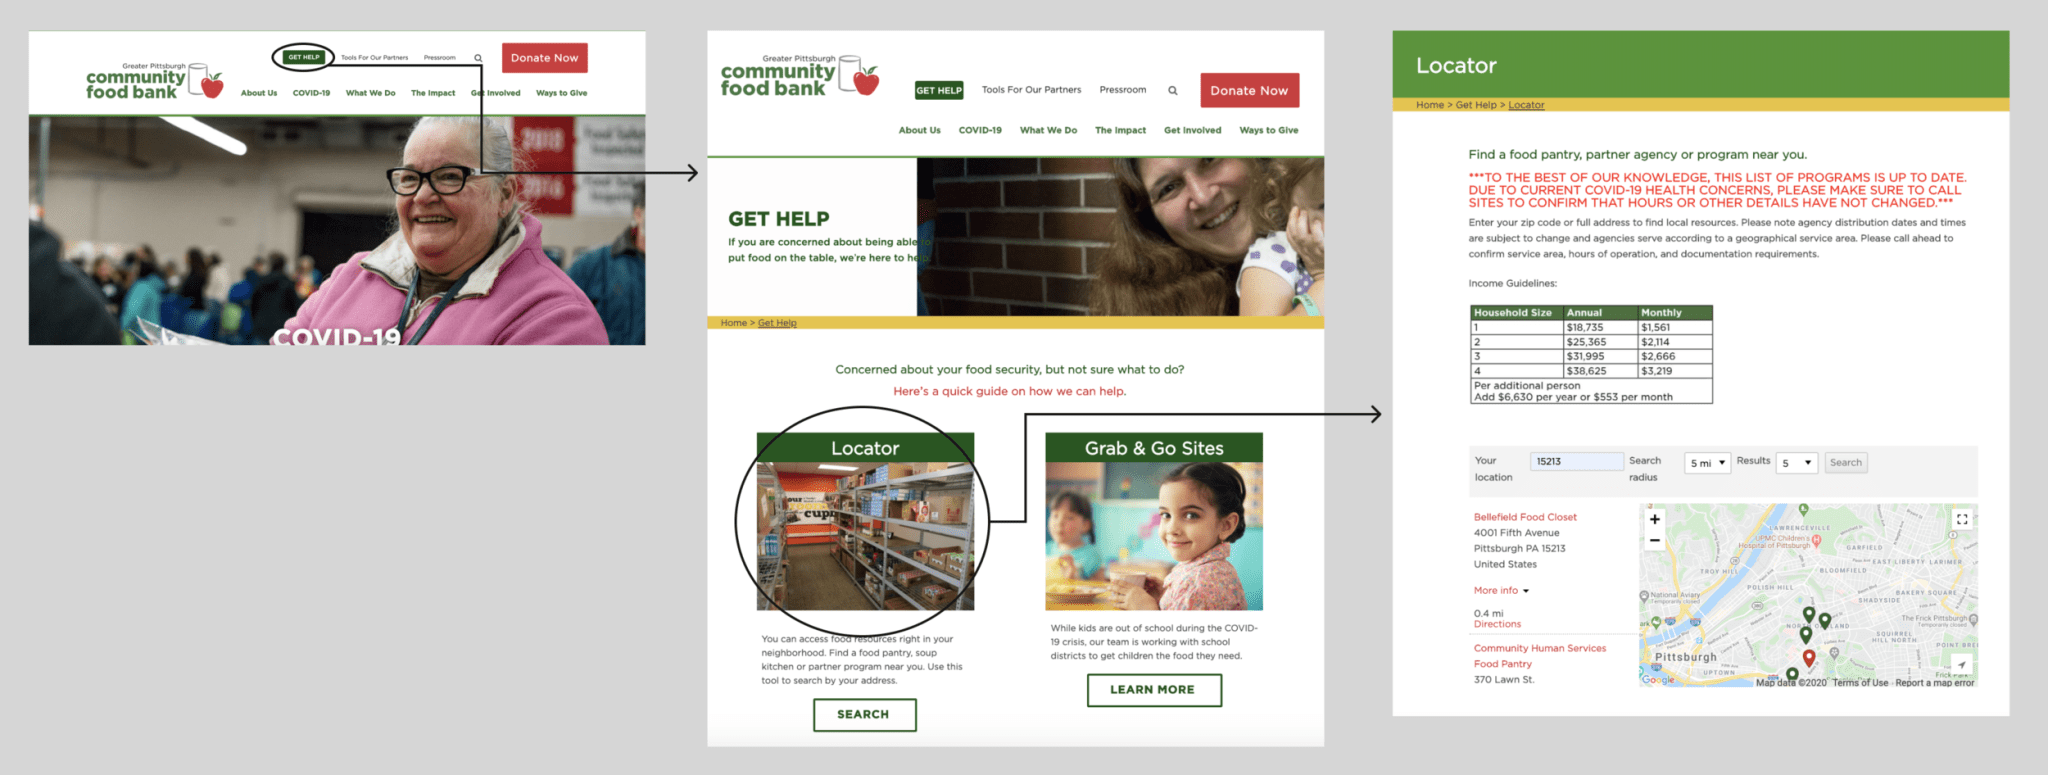 GET HELP
Tools For Our Partners
Pressroom
Donate Now
Greater Pittsburgh
community
food bank
About Us
COVID-19
What We Do
The Impact
Get Involved
Ways to Give
2018
COVID-19
Greater Pittsburgh
community
food bank
GET HELP
Tools For Our Partners
Pressroom
Donate Now
About Us
COVID-19
What We Do
The Impact
Get Involved
Ways to Give
GET HELP
If you are concerned about being able to
put food on the table, we're here to help.
Home > Get Help
Concerned about your food security, but not sure what to do?
Here's a quick guide on how we can help.
Locator
You can access food resources right in your
neighborhood. Find a food pantry, soup
kitchen or partner program near you. Use this
tool to search by your address.
SEARCH
Grab & Go Sites
While kids are out of school during the COVID-
19 crisis, our team is working with school
districts to get children the food they need.
LEARN MORE
Locator
Home > Get Help > Locator
Find a food pantry, partner agency or program near you.
***TO THE BEST OF OUR KNOWLEDGE, THIS LIST OF PROGRAMS IS UP TO DATE.
DUE TO CURRENT COVID-19 HEALTH CONCERNS, PLEASE MAKE SURE TO CALL
SITES TO CONFIRM THAT HOURS OR OTHER DETAILS HAVE NOT CHANGED.***
Enter your zip code or full address to find local resources. Please note agency distribution dates and times
are subject to change and agencies serve according to a geographical service area. Please call ahead to
confirm service area, hours of operation, and documentation requirements.
Income Guidelines:
Household Size Annual Monthly
1 $18,735 $1,561
2 $25,365 $2,114
3 $31,995 $2,666
4 $38,625 $3,219
Per additional person
Add $6,630 per year or $553 per month
Your
location
15213
Search
radius
5 mi
Results
5
Search
Bellefield Food Closet
4001 Fifth Avenue
Pittsburgh PA 15213
United States
More info
0.4 mi
Directions
Community Human Services
Food Pantry
370 Lawn St.
LAWRENCEVILLE
UPMC Children's
Hospital of Pittsburgh
GARFIELD
EAST LIBERTY
LARIMER
TROY HILL
BLOOMFIELD
National Aviary
Temporarily closed
POLISH HILL
BAKERY SQUARE
SHADYSIDE
The Frick Pittsburgh
Temporarily closed
NORTH OAKLAND
SQUIRREL
HILL NORTH
POINT BRE
Pittsburgh
UPTOWN
Frick Park
Google
Map data ©2020
Terms of Use
Report a map error